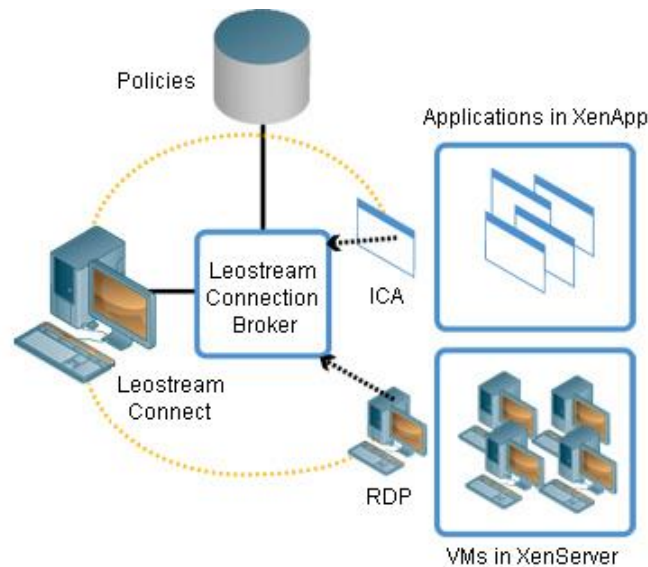 Policies
Applications in XenApp
Leostream
Connection
Broker
ICA
Leostream
Connect
RDP
VMs in XenServer